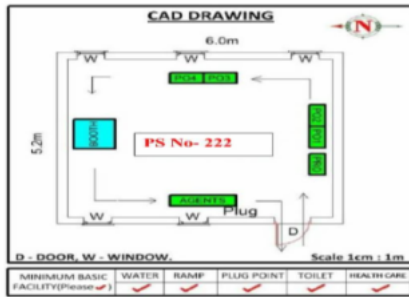 CAD DRAWING
N
6.0m
W W W
PO4 PO3
5.2m
BOOTH
PS No- 222
PO2
PO1
PRO
AGENTS
Plug
W W
D
D - DOOR, W - WINDOW. Scale 1cm : 1m
MINIMUM BASIC FACILITY(Please✓) WATER RAMP PLUG POINT TOILET HEALTH CARE